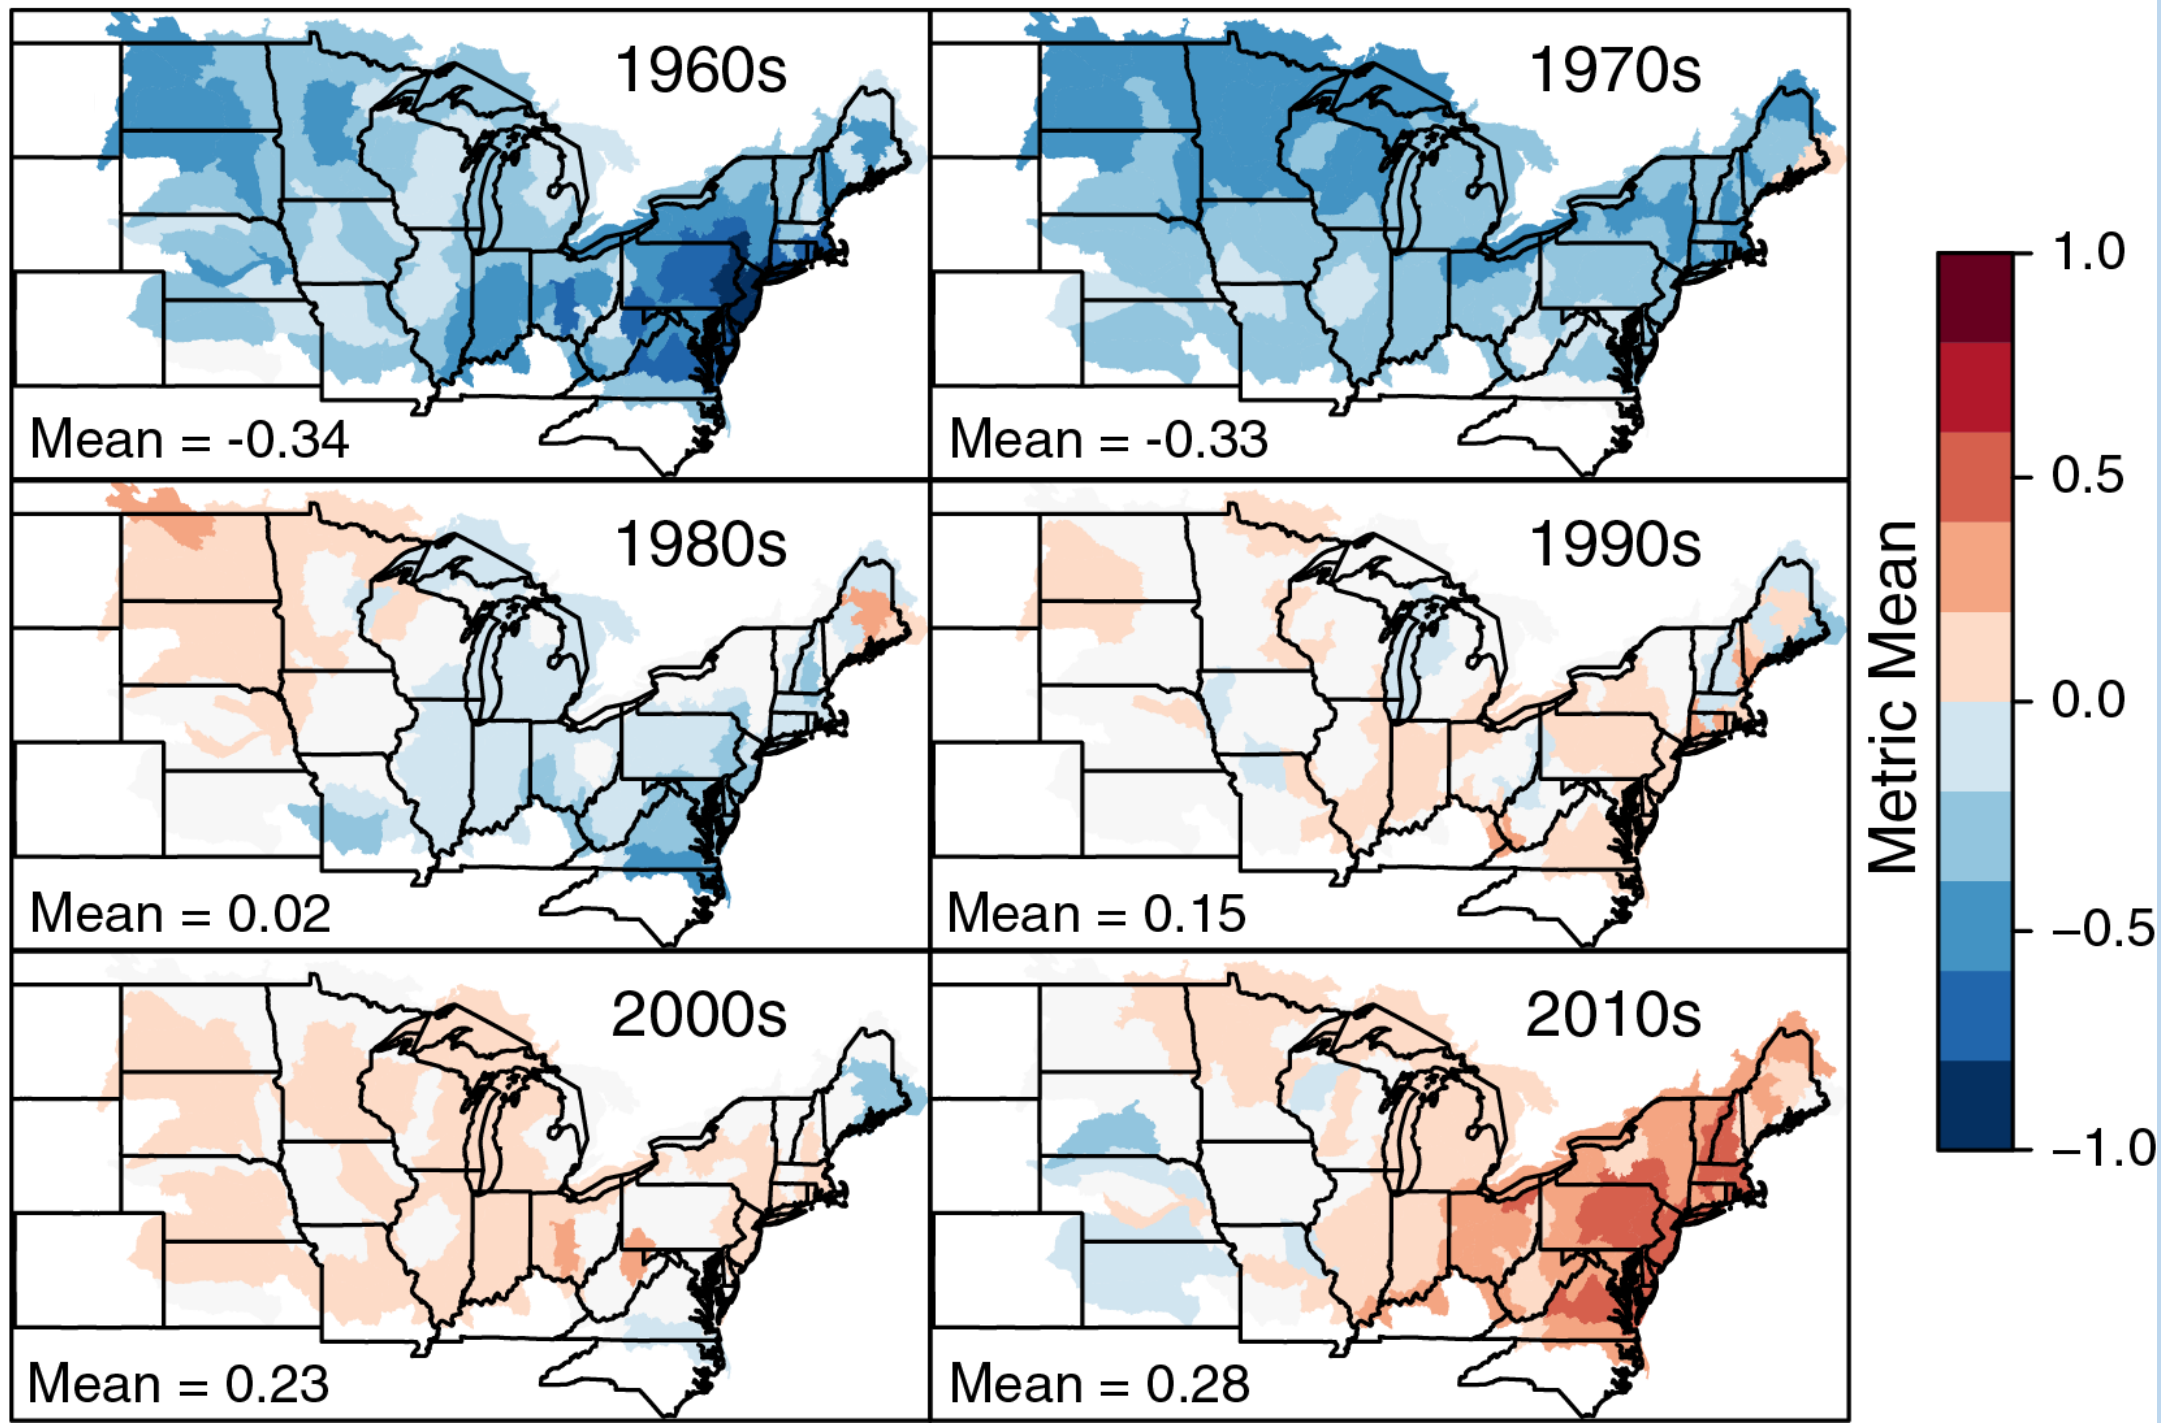 1960s
Mean = -0.34
1970s
Mean = -0.33
1980s
Mean = 0.02
1990s
Mean = 0.15
2000s
Mean = 0.23
2010s
Mean = 0.28
Metric Mean
1.0
0.5
0.0
−0.5
−1.0